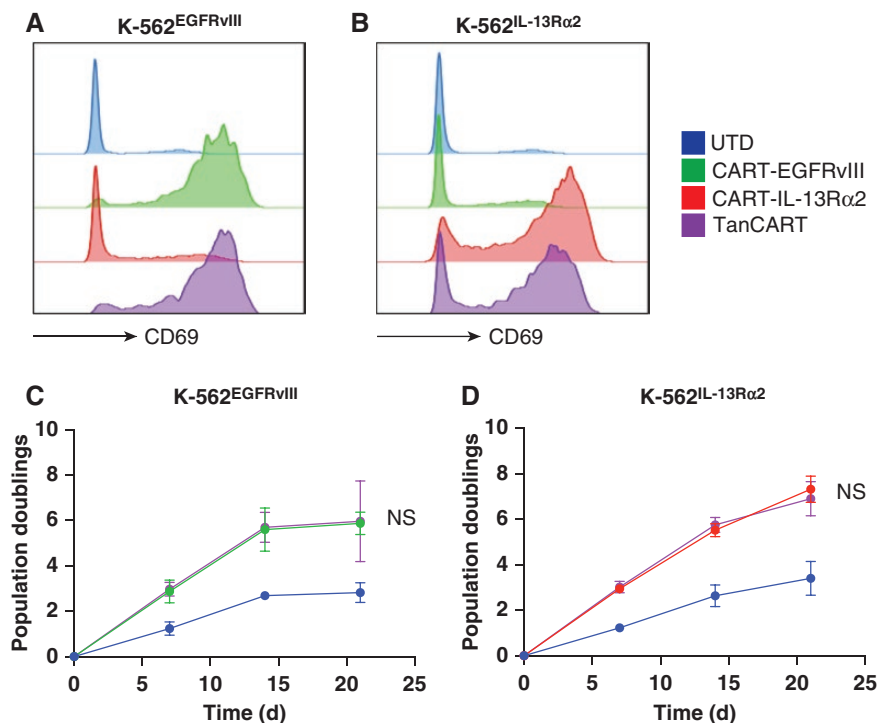 A
K-562EGFRvIII
B
K-562IL-13Rα2
UTD
CART-EGFRvIII
CART-IL-13Rα2
TanCART
CD69
CD69
C
K-562EGFRvIII
Population doublings
10
8
6
4
2
0
NS
0 5 10 15 20 25
Time (d)
D
K-562IL-13Rα2
Population doublings
10
8
6
4
2
0
NS
0 5 10 15 20 25
Time (d)